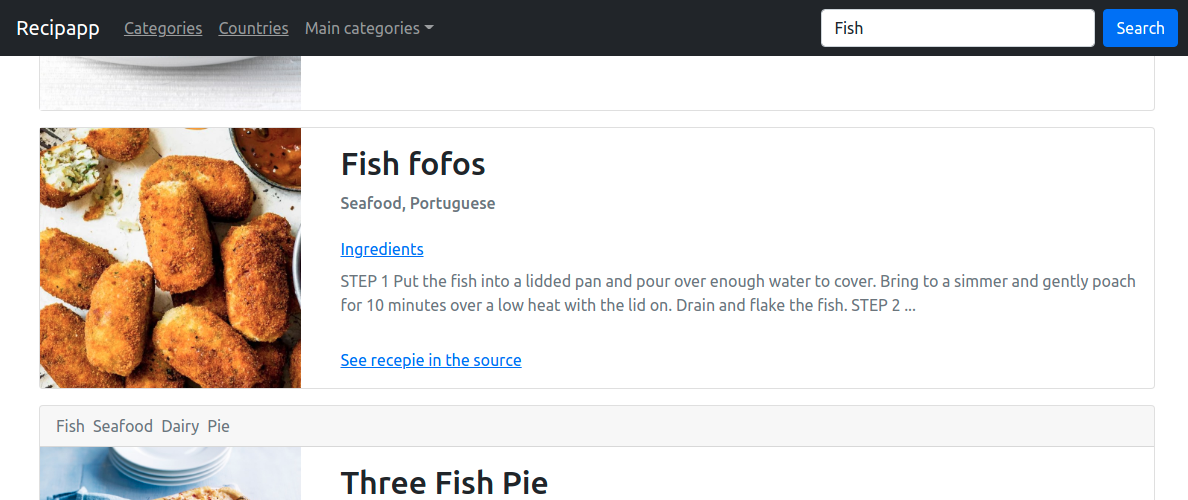 Recipapp Categories Countries Main categories Fish Search
Fish fofos
Seafood, Portuguese
Ingredients
STEP 1 Put the fish into a lidded pan and pour over enough water to cover. Bring to a simmer and gently poach
for 10 minutes over a low heat with the lid on. Drain and flake the fish. STEP 2 ...
See recepie in the source
Fish Seafood Dairy Pie
Three Fish Pie